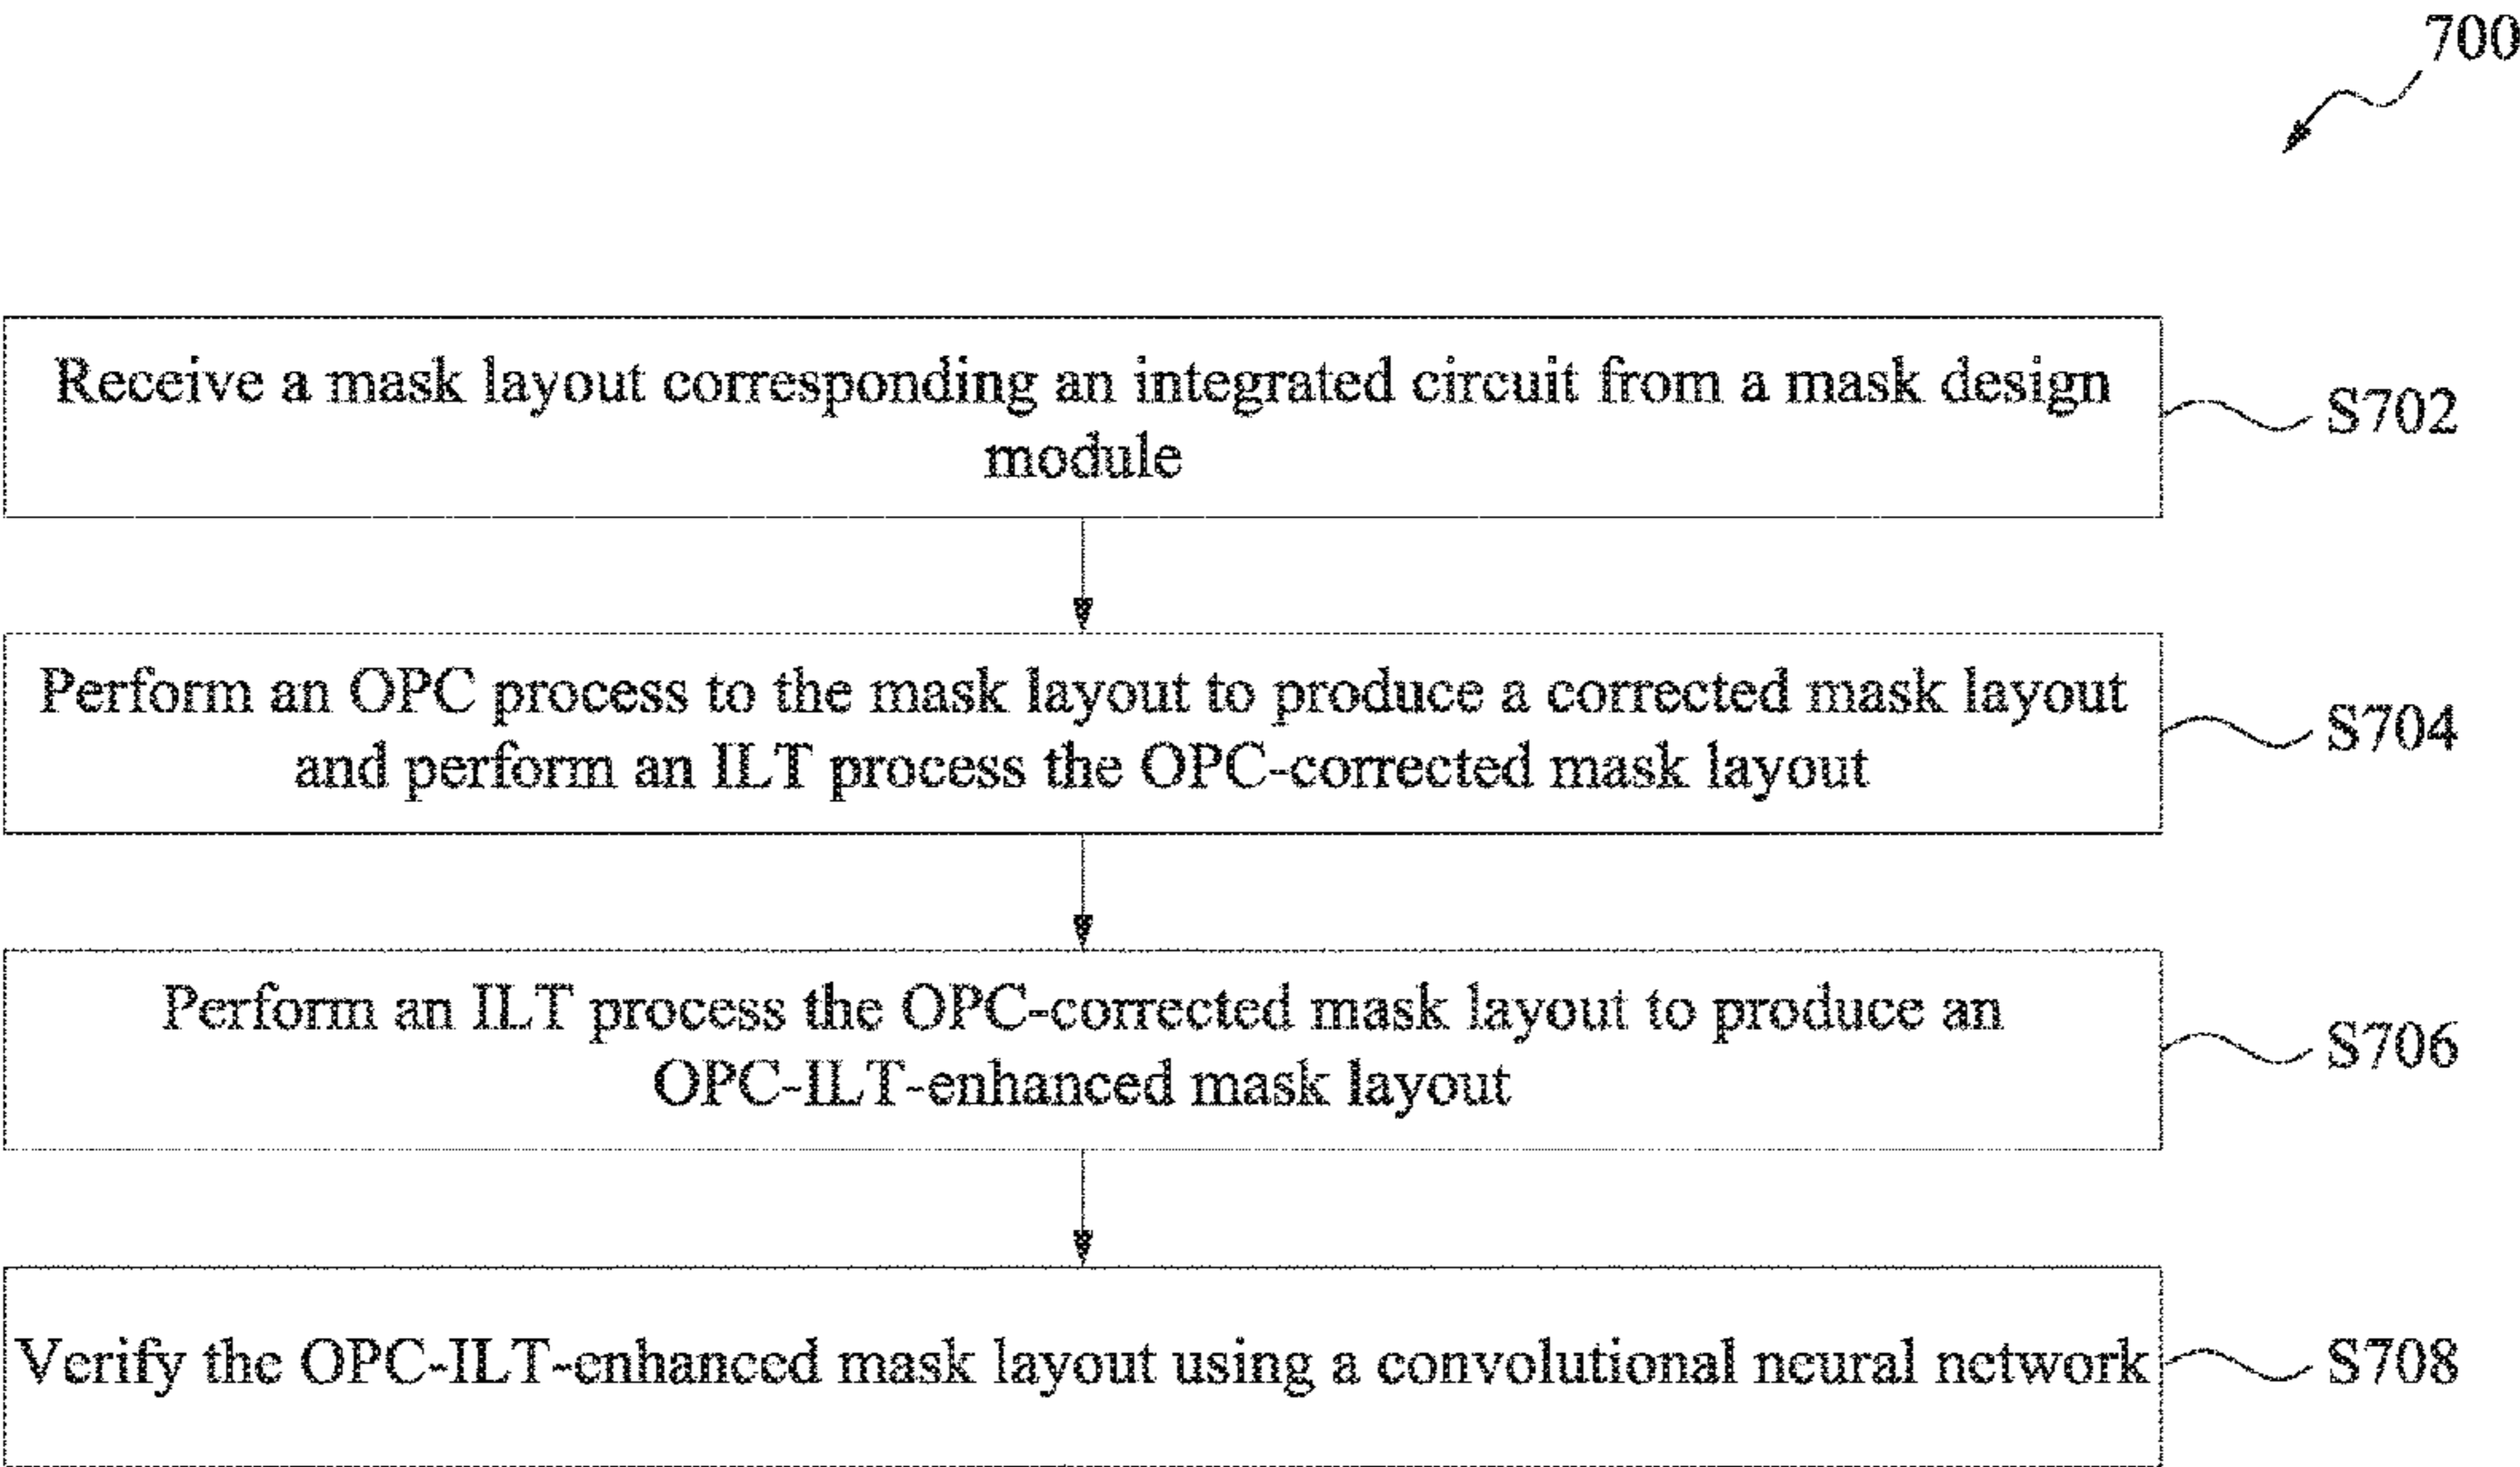 700
Receive a mask layout corresponding an integrated circuit from a mask design
module
S702
Perform an OPC process to the mask layout to produce a corrected mask layout
and perform an ILT process the OPC-corrected mask layout
S704
Perform an ILT process the OPC-corrected mask layout to produce an
OPC-ILT-enhanced mask layout
S706
Verify the OPC-ILT-enhanced mask layout using a convolutional neural network
S708